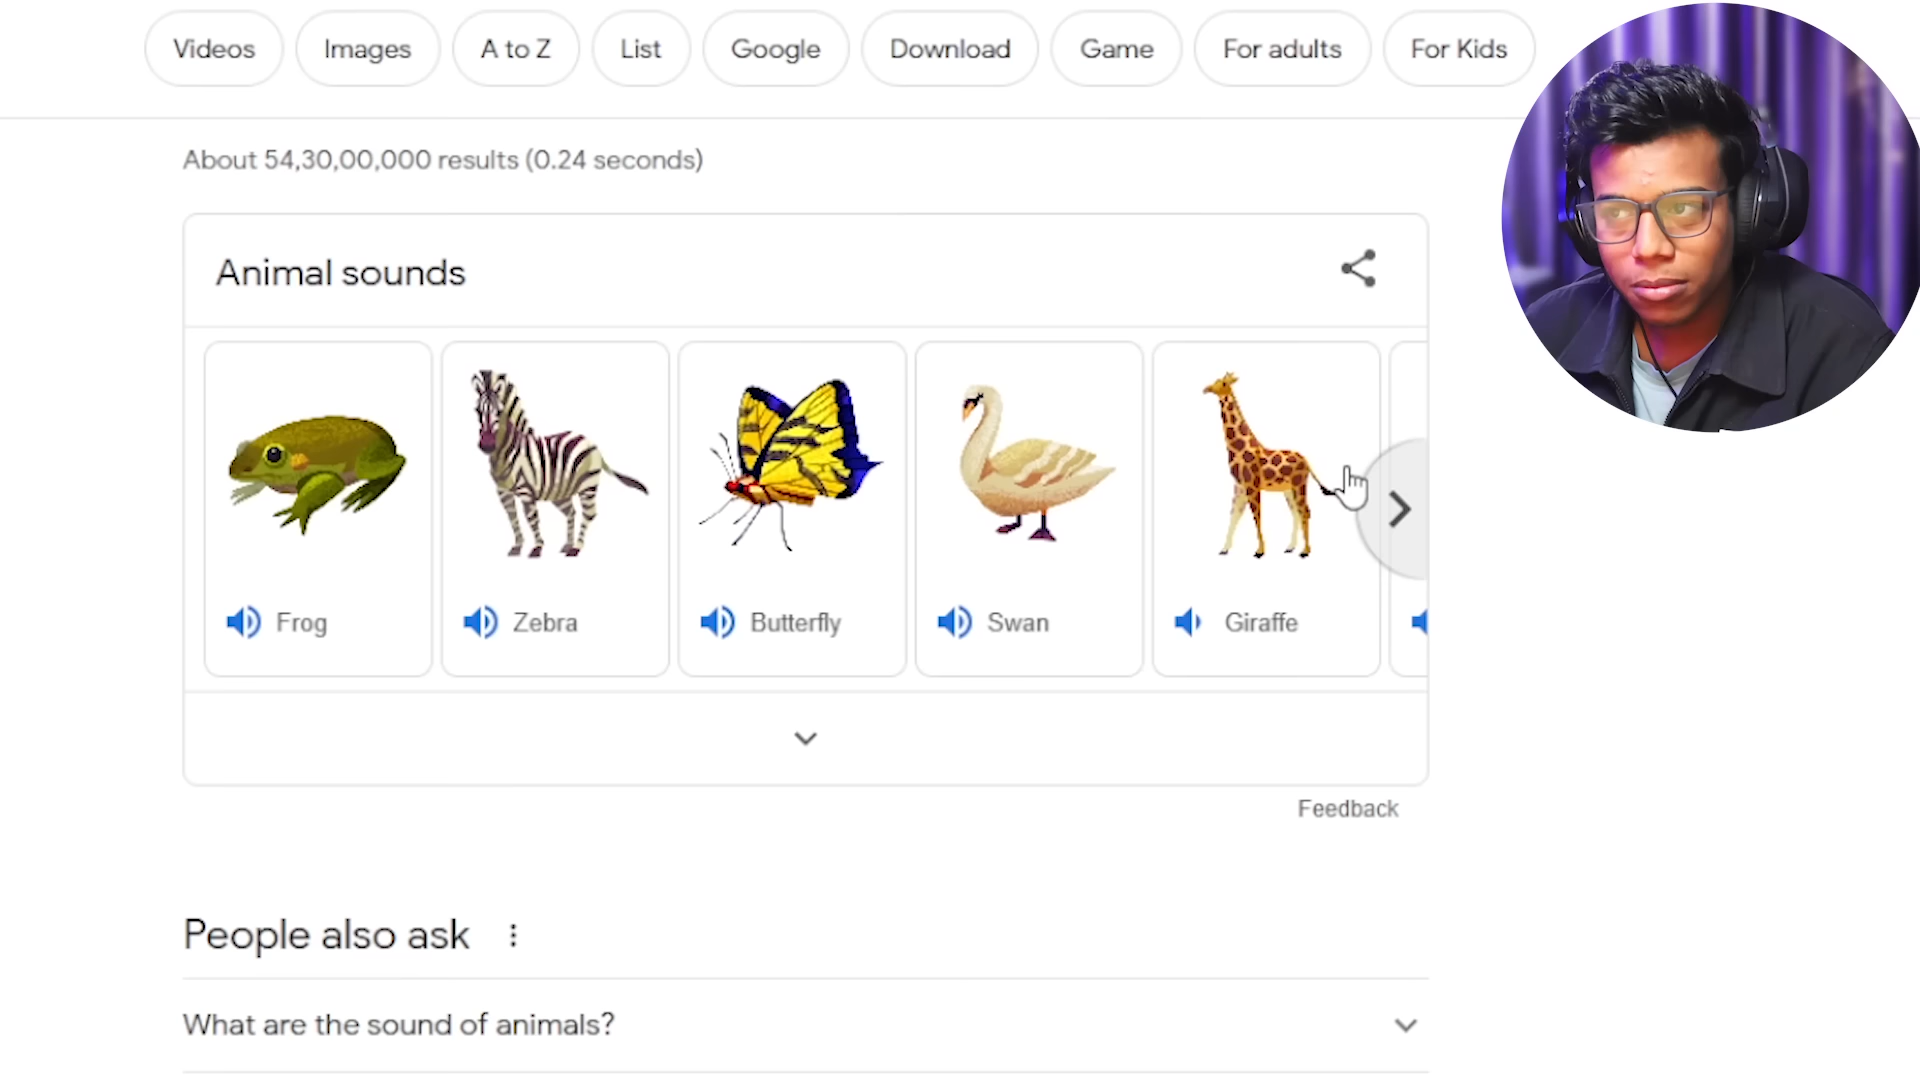 Videos
Images
A to Z
List
Google
Download
Game
For adults
For Kids
About 54,30,00,000 results (0.24 seconds)
Animal sounds
Frog
Zebra
Butterfly
Swan
Giraffe
Feedback
People also ask
What are the sound of animals?